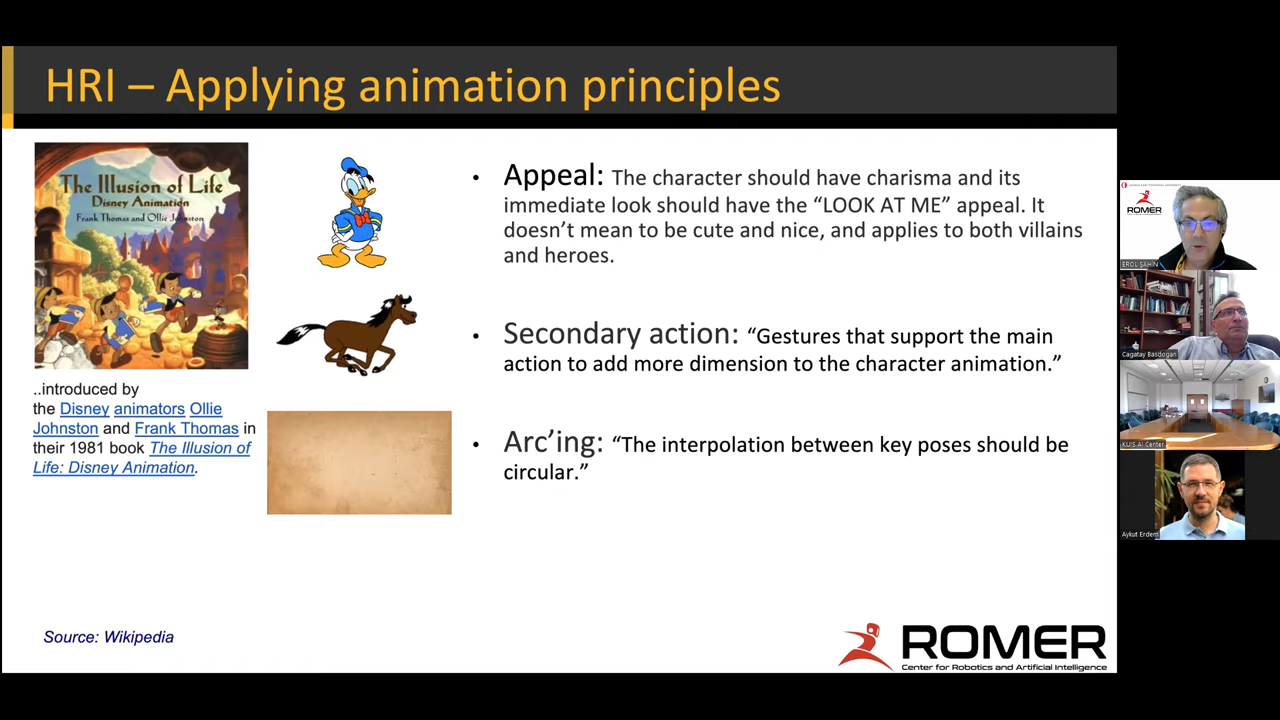 HRI – Applying animation principles
The Illusion of Life
Disney Animation
Frank Thomas and Ollie Johnston
..introduced by
the Disney animators Ollie
Johnston and Frank Thomas in
their 1981 book The Illusion of
Life: Disney Animation.
• Appeal: The character should have charisma and its
immediate look should have the “LOOK AT ME” appeal. It
doesn’t mean to be cute and nice, and applies to both villains
and heroes.
• Secondary action: “Gestures that support the main
action to add more dimension to the character animation.”
• Arc’ing: “The interpolation between key poses should be
circular.”
Source: Wikipedia
ROMER
Center for Robotics and Artificial Intelligence
ROMER
EROL ŞAHİN
Cagatay Basdogan
KUIS AI Center
Aykut Erdem